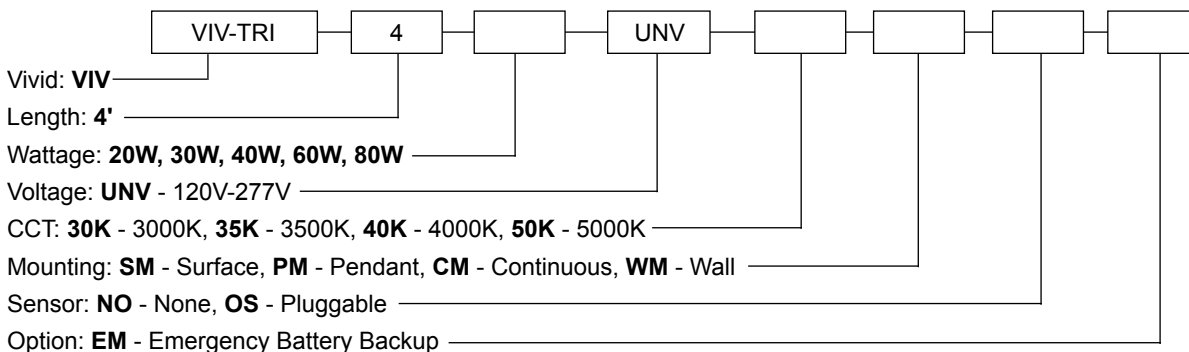 VIV-TRI 4 UNV
Vivid: VIV
Length: 4'
Wattage: 20W, 30W, 40W, 60W, 80W
Voltage: UNV - 120V-277V
CCT: 30K - 3000K, 35K - 3500K, 40K - 4000K, 50K - 5000K
Mounting: SM - Surface, PM - Pendant, CM - Continuous, WM - Wall
Sensor: NO - None, OS - Pluggable
Option: EM - Emergency Battery Backup